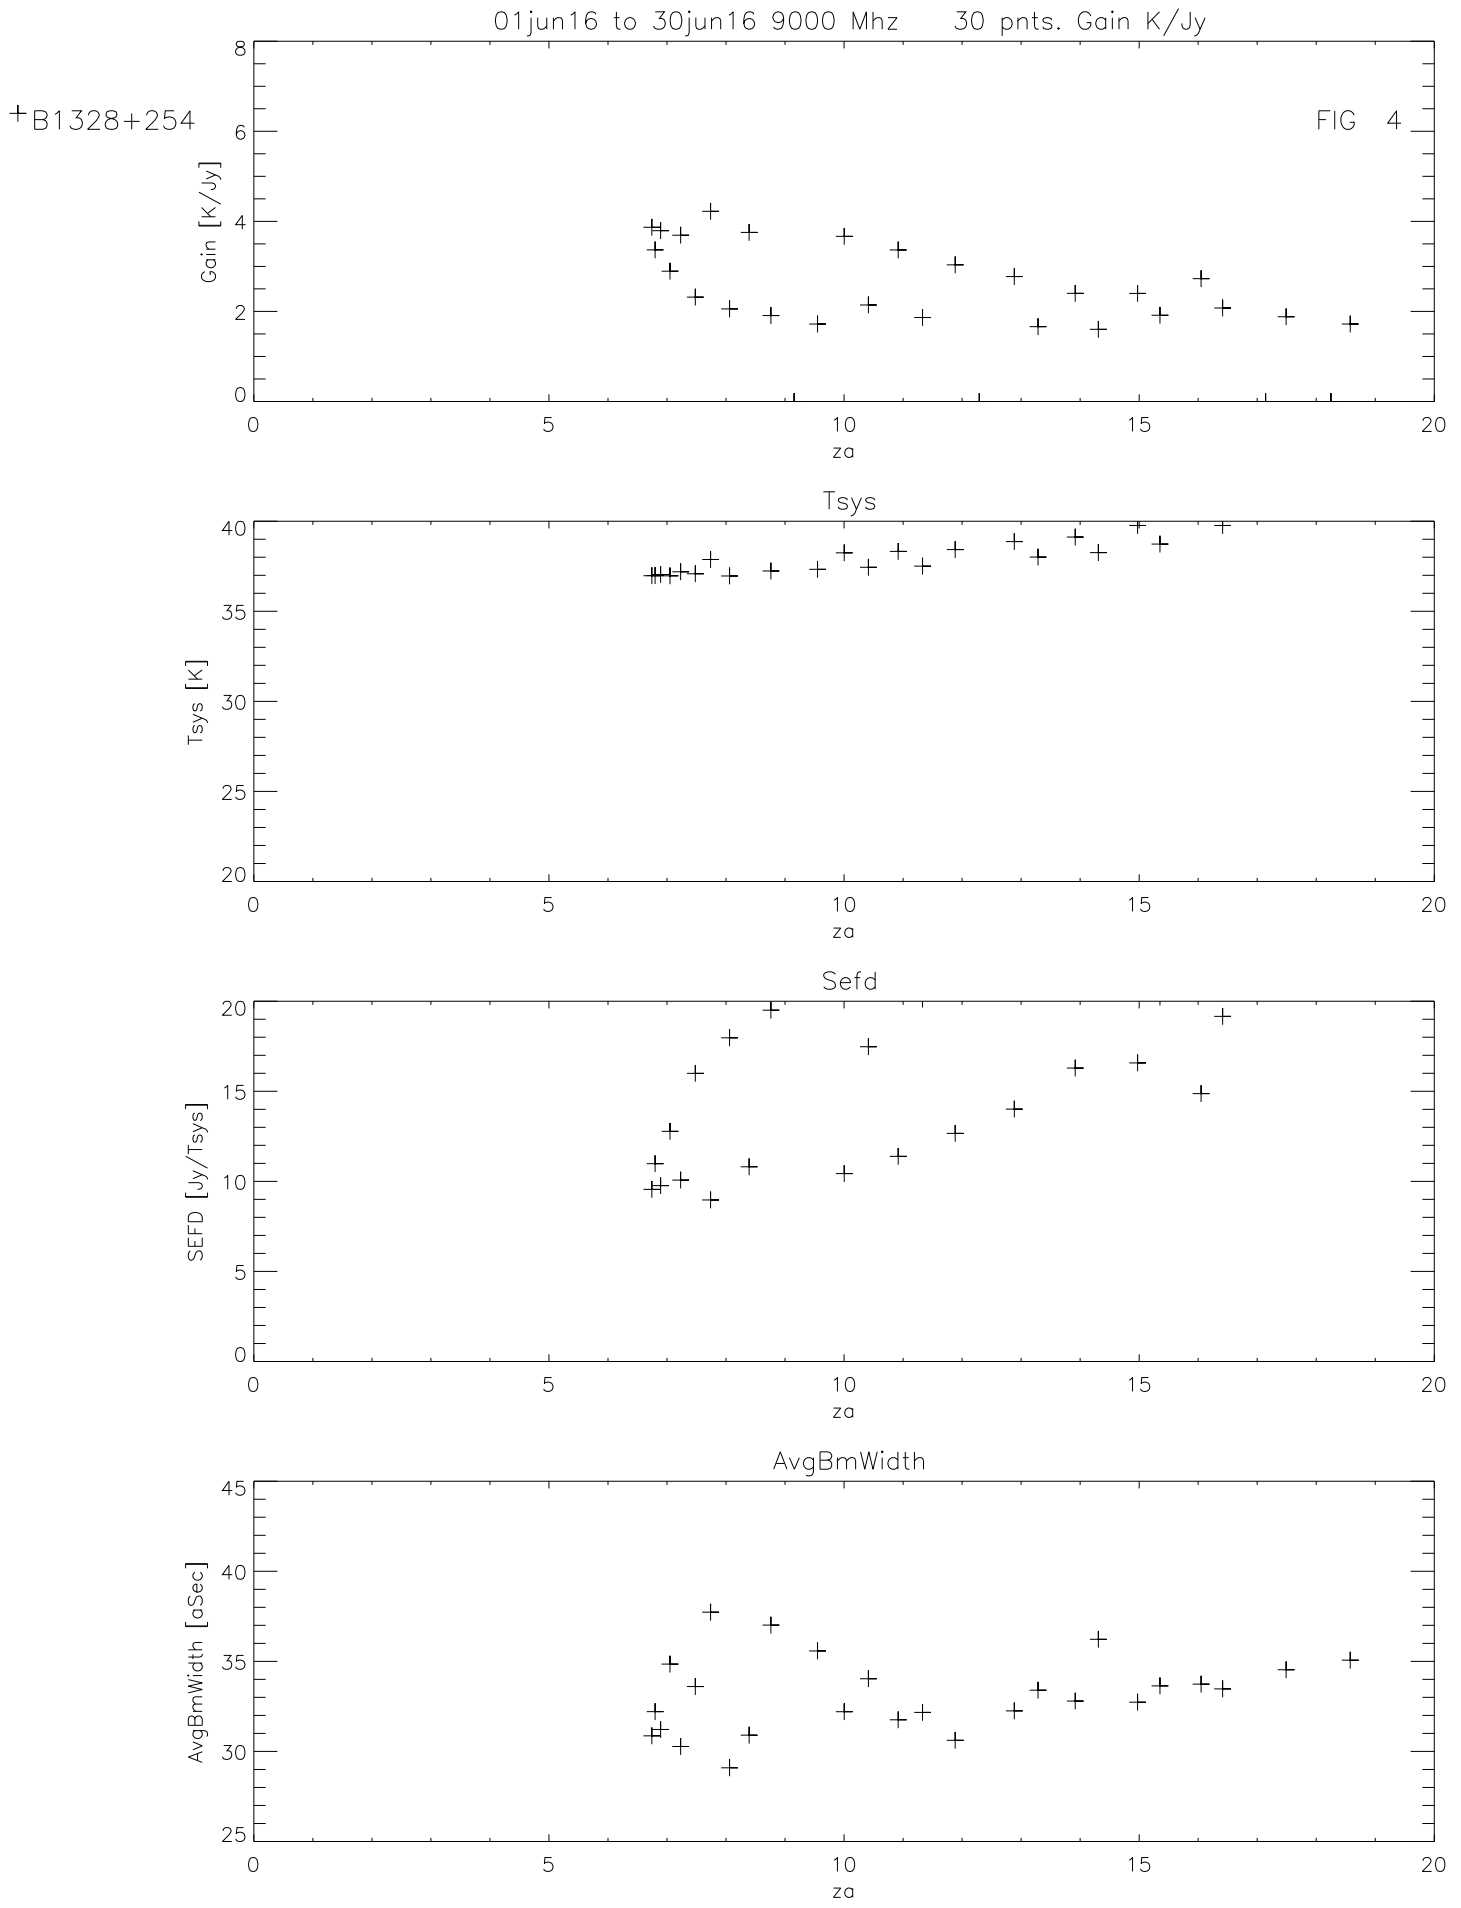 01jun16 to 30jun16 9000 Mhz 30 pnts. Gain K/Jy
+B1328+254
FIG 4
Gain [K/Jy]
8
6
4
2
0
0 5 10 15 20
za
Tsys
Tsys [K]
40
35
30
25
20
0 5 10 15 20
za
Sefd
SEFD [Jy/Tsys]
20
15
10
5
0
0 5 10 15 20
za
AvgBmWidth
AvgBmWidth [aSec]
45
40
35
30
25
0 5 10 15 20
za